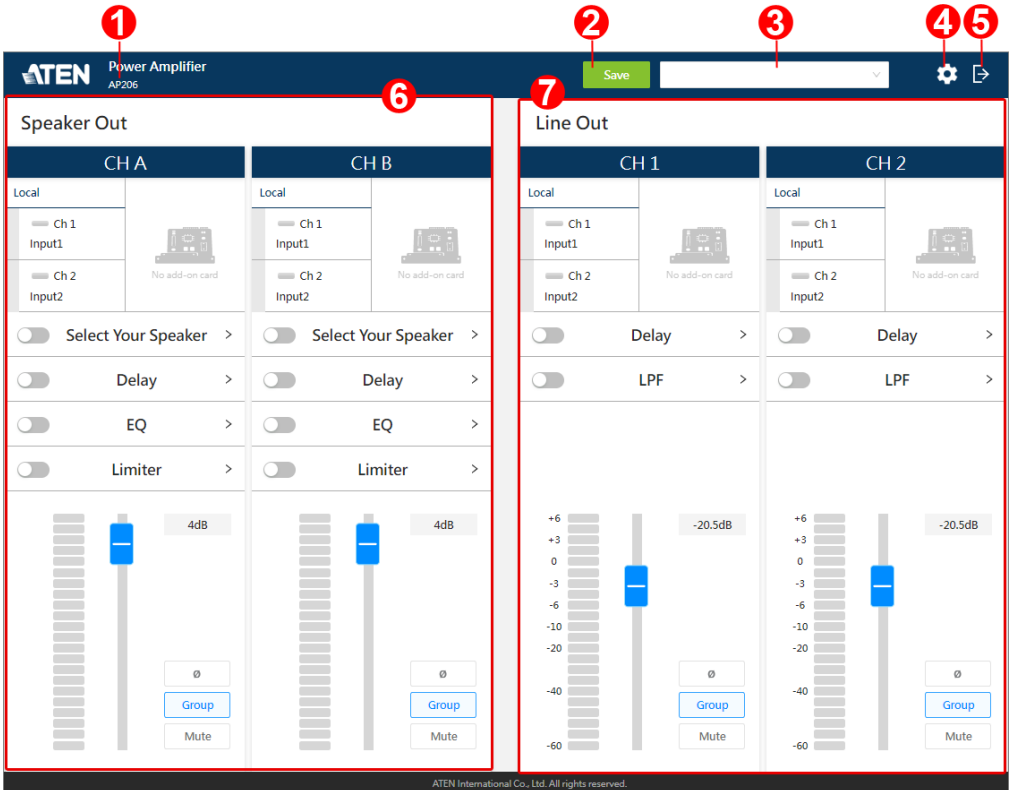 1 2 3 4 5
ATEN Power Amplifier
AP206
Save
6 7
Speaker Out
CH A CH B
Local Local
Ch 1 Ch 1
Input1 Input1
No add-on card No add-on card
Ch 2 Ch 2
Input2 Input2
Select Your Speaker > Select Your Speaker >
Delay > Delay >
EQ > EQ >
Limiter > Limiter >
4dB 4dB
ø ø
Group Group
Mute Mute
Line Out
CH 1 CH 2
Local Local
Ch 1 Ch 1
Input1 Input1
No add-on card No add-on card
Ch 2 Ch 2
Input2 Input2
Delay > Delay >
LPF > LPF >
+6 -20.5dB +6 -20.5dB
+3 +3
0 0
-3 -3
-6 -6
-10 -10
-20 -20
ø ø
-40 Group -40 Group
Mute Mute
-60 -60
ATEN International Co., Ltd. All rights reserved.